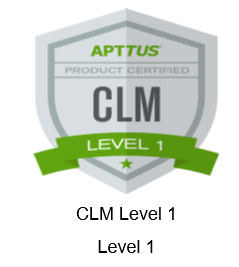 APTTUS
PRODUCT CERTIFIED
CLM
LEVEL 1
CLM Level 1
Level 1